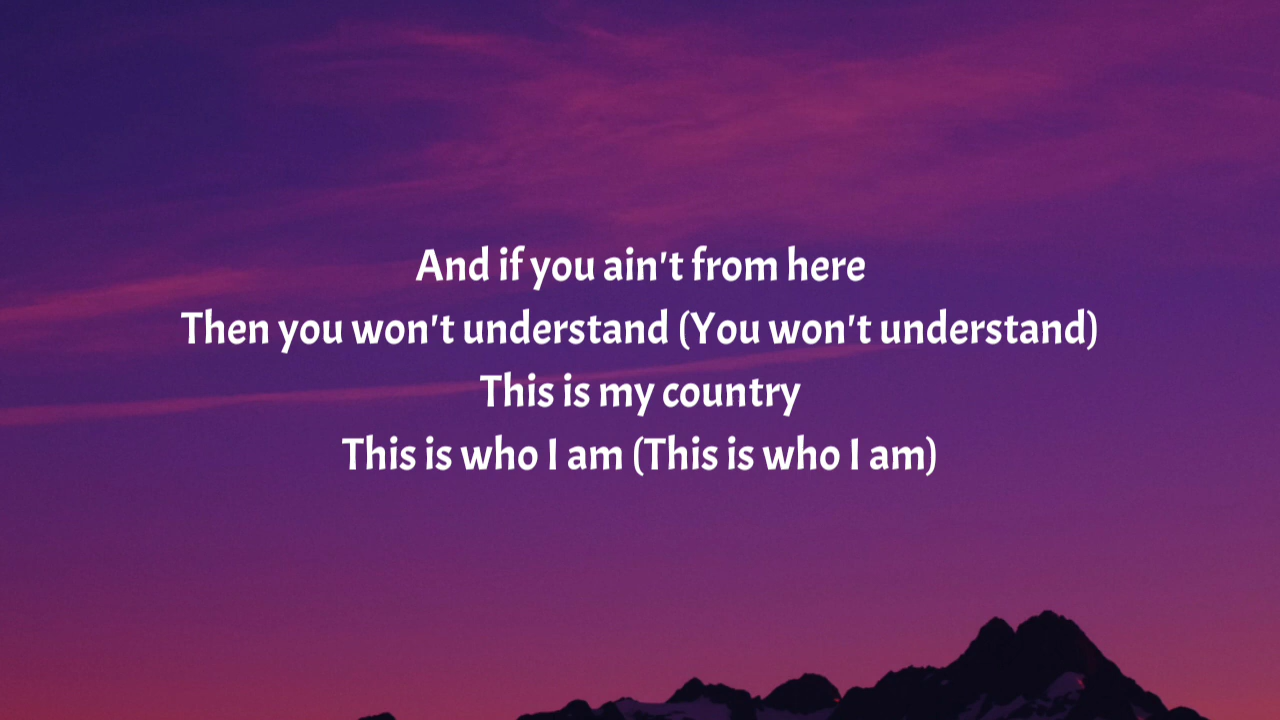 And if you ain't from here
Then you won't understand (You won't understand)
This is my country
This is who I am (This is who I am)